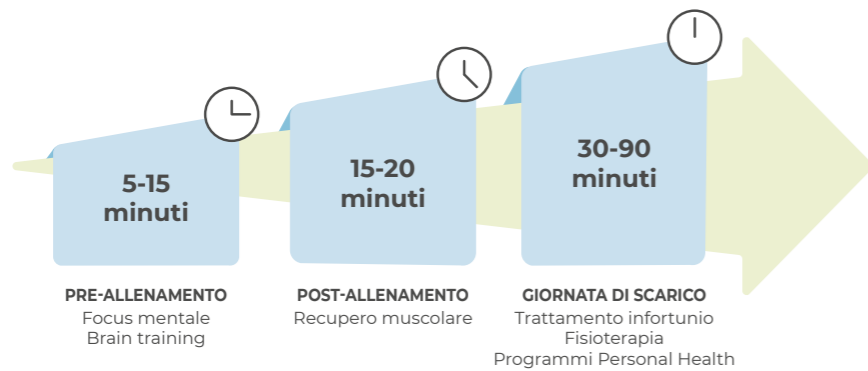 5-15
minuti
15-20
minuti
30-90
minuti
PRE-ALLENAMENTO
Focus mentale
Brain training
POST-ALLENAMENTO
Recupero muscolare
GIORNATA DI SCARICO
Trattamento infortunio
Fisioterapia
Programmi Personal Health